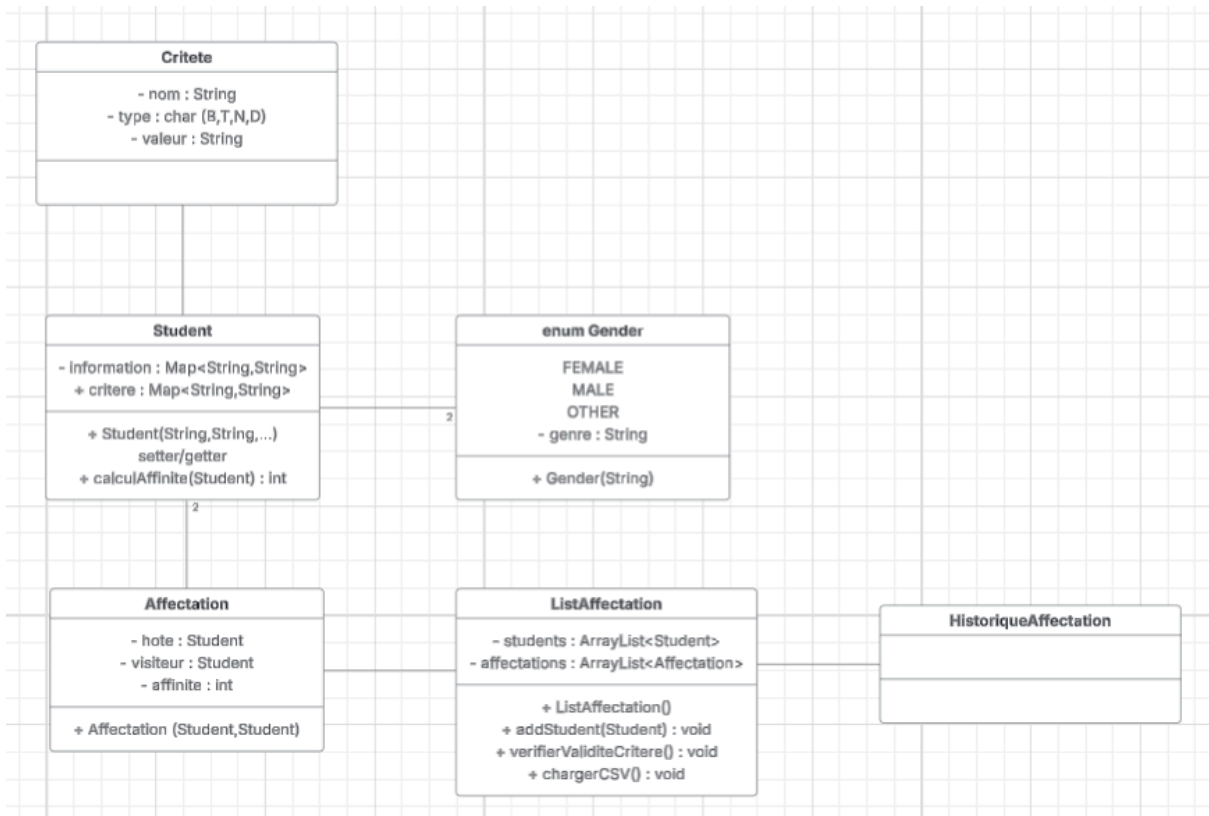 Critete
- nom : String
- type : char (B,T,N,D)
- valeur : String
Student
- information : Map<String,String>
+ critere : Map<String,String>
+ Student(String,String,...)
setter/getter
+ calculAffinite(Student) : int
2
enum Gender
FEMALE
MALE
OTHER
- genre : String
+ Gender(String)
2
Affectation
- hote : Student
- visiteur : Student
- affinite : int
+ Affectation (Student,Student)
ListAffectation
- students : ArrayList<Student>
- affectations : ArrayList<Affectation>
+ ListAffectation()
+ addStudent(Student) : void
+ verifierValiditeCritere() : void
+ chargerCSV() : void
HistoriqueAffectation